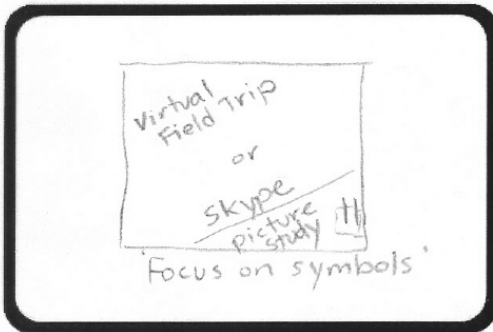 Virtual
Field Trip
or
Skype
picture
study
'Focus on symbols'